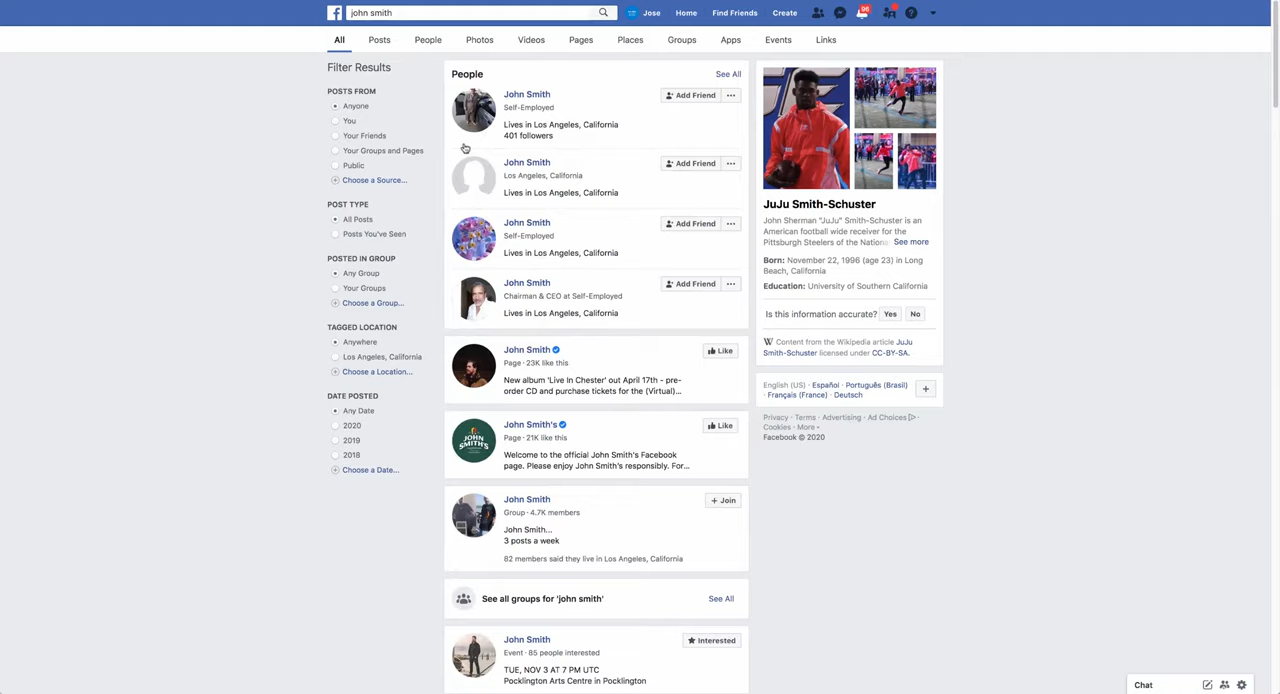 john smith
Jose
Home
Find Friends
Create
96
All
Posts
People
Photos
Videos
Pages
Places
Groups
Apps
Events
Links
Filter Results
POSTS FROM
Anyone
You
Your Friends
Your Groups and Pages
Public
Choose a Source...
POST TYPE
All Posts
Posts You've Seen
POSTED IN GROUP
Any Group
Your Groups
Choose a Group...
TAGGED LOCATION
Anywhere
Los Angeles, California
Choose a Location...
DATE POSTED
Any Date
2020
2019
2018
Choose a Date...
People
See All
John Smith
Add Friend
Self-Employed
Lives in Los Angeles, California
401 followers
John Smith
Add Friend
Los Angeles, California
Lives in Los Angeles, California
John Smith
Add Friend
Self-Employed
Lives in Los Angeles, California
John Smith
Add Friend
Chairman & CEO at Self-Employed
Lives in Los Angeles, California
John Smith
Like
Page · 23K like this
New album 'Live In Chester' out April 17th - pre-
order CD and purchase tickets for the (Virtual)...
JOHN SMITH'S
John Smith's
Like
Page · 21K like this
Welcome to the official John Smith's Facebook
page. Please enjoy John Smith's responsibly. For...
John Smith
+ Join
Group · 4.7K members
John Smith...
3 posts a week
82 members said they live in Los Angeles, California
See all groups for 'john smith'
See All
John Smith
Interested
Event · 85 people interested
TUE, NOV 3 AT 7 PM UTC
Pocklington Arts Centre in Pocklington
JuJu Smith-Schuster
John Sherman "JuJu" Smith-Schuster is an
American football wide receiver for the
Pittsburgh Steelers of the National See more
Born: November 22, 1996 (age 23) in Long
Beach, California
Education: University of Southern California
Is this information accurate? Yes No
W Content from the Wikipedia article JuJu
Smith-Schuster licensed under CC-BY-SA.
English (US) · Español · Português (Brasil)
· Français (France) · Deutsch
+
Privacy · Terms · Advertising · Ad Choices ·
Cookies · More
Facebook © 2020
Chat